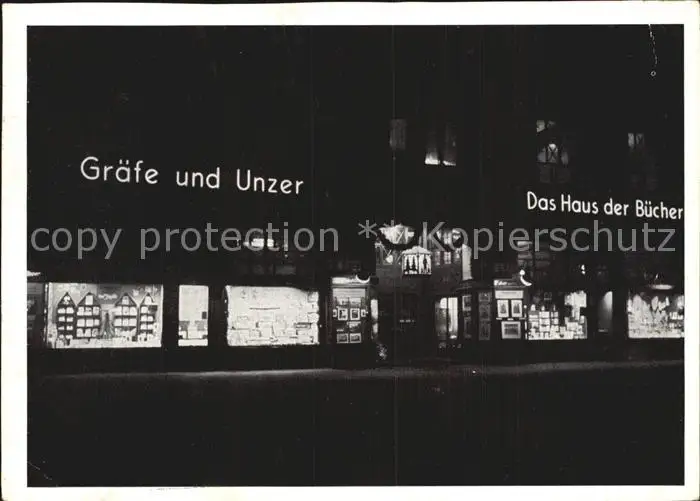 Gräfe und Unzer
Das Haus der Bücher
copy protection ** Kopierschutz